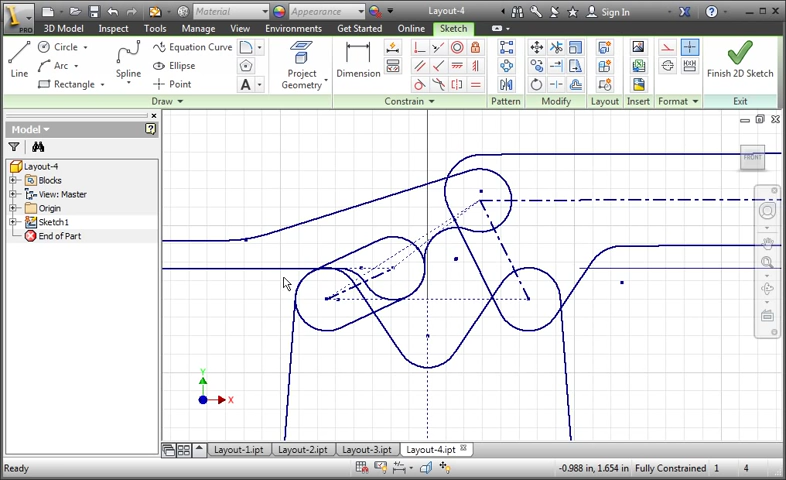 Material
Appearance
Layout-4
Sign In
PRO
3D Model Inspect Tools Manage View Environments Get Started Online Sketch
Line
Circle
Arc
Rectangle
Spline
Equation Curve
Ellipse
Point
A
Project
Geometry
Dimension
Pattern
Modify
Layout
Insert
Format
Finish 2D Sketch
Draw
Constrain
Exit
Model
Layout-4
Blocks
View: Master
Origin
Sketch1
End of Part
FRONT
Y
X
Layout-1.ipt Layout-2.ipt Layout-3.ipt Layout-4.ipt
Ready
-0.988 in, 1.654 in Fully Constrained 1 4